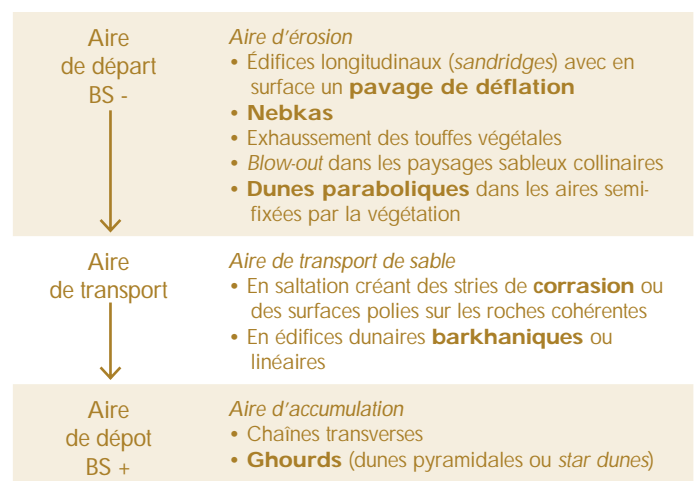 Aire
de départ
BS -
Aire d'érosion
• Édifices longitudinaux (sandridges) avec en
surface un pavage de déflation
• Nebkas
• Exhaussement des touffes végétales
• Blow-out dans les paysages sableux collinaires
• Dunes paraboliques dans les aires semi-
fixées par la végétation
Aire
de transport
Aire de transport de sable
• En saltation créant des stries de corrasion ou
des surfaces polies sur les roches cohérentes
• En édifices dunaires barkhaniques ou
linéaires
Aire
de dépot
BS +
Aire d'accumulation
• Chaînes transverses
• Ghourds (dunes pyramidales ou star dunes)